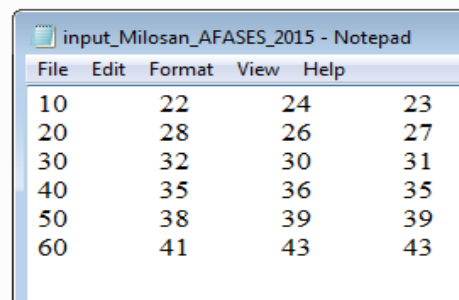 input_Milosan_AFASES_2015 - Notepad
File Edit Format View Help
10 22 24 23
20 28 26 27
30 32 30 31
40 35 36 35
50 38 39 39
60 41 43 43